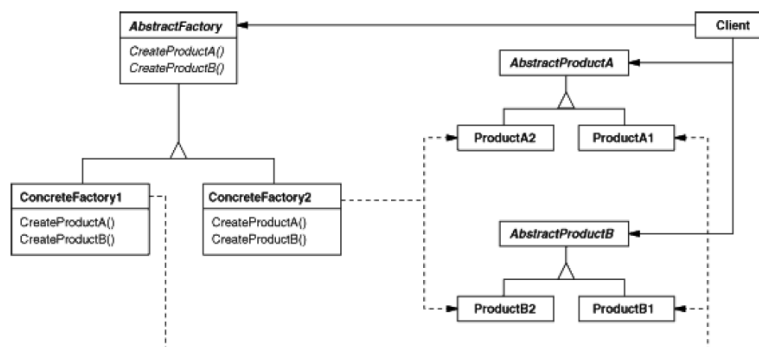 AbstractFactory
CreateProductA()
CreateProductB()
Client
AbstractProductA
ProductA2
ProductA1
ConcreteFactory1
CreateProductA()
CreateProductB()
ConcreteFactory2
CreateProductA()
CreateProductB()
AbstractProductB
ProductB2
ProductB1